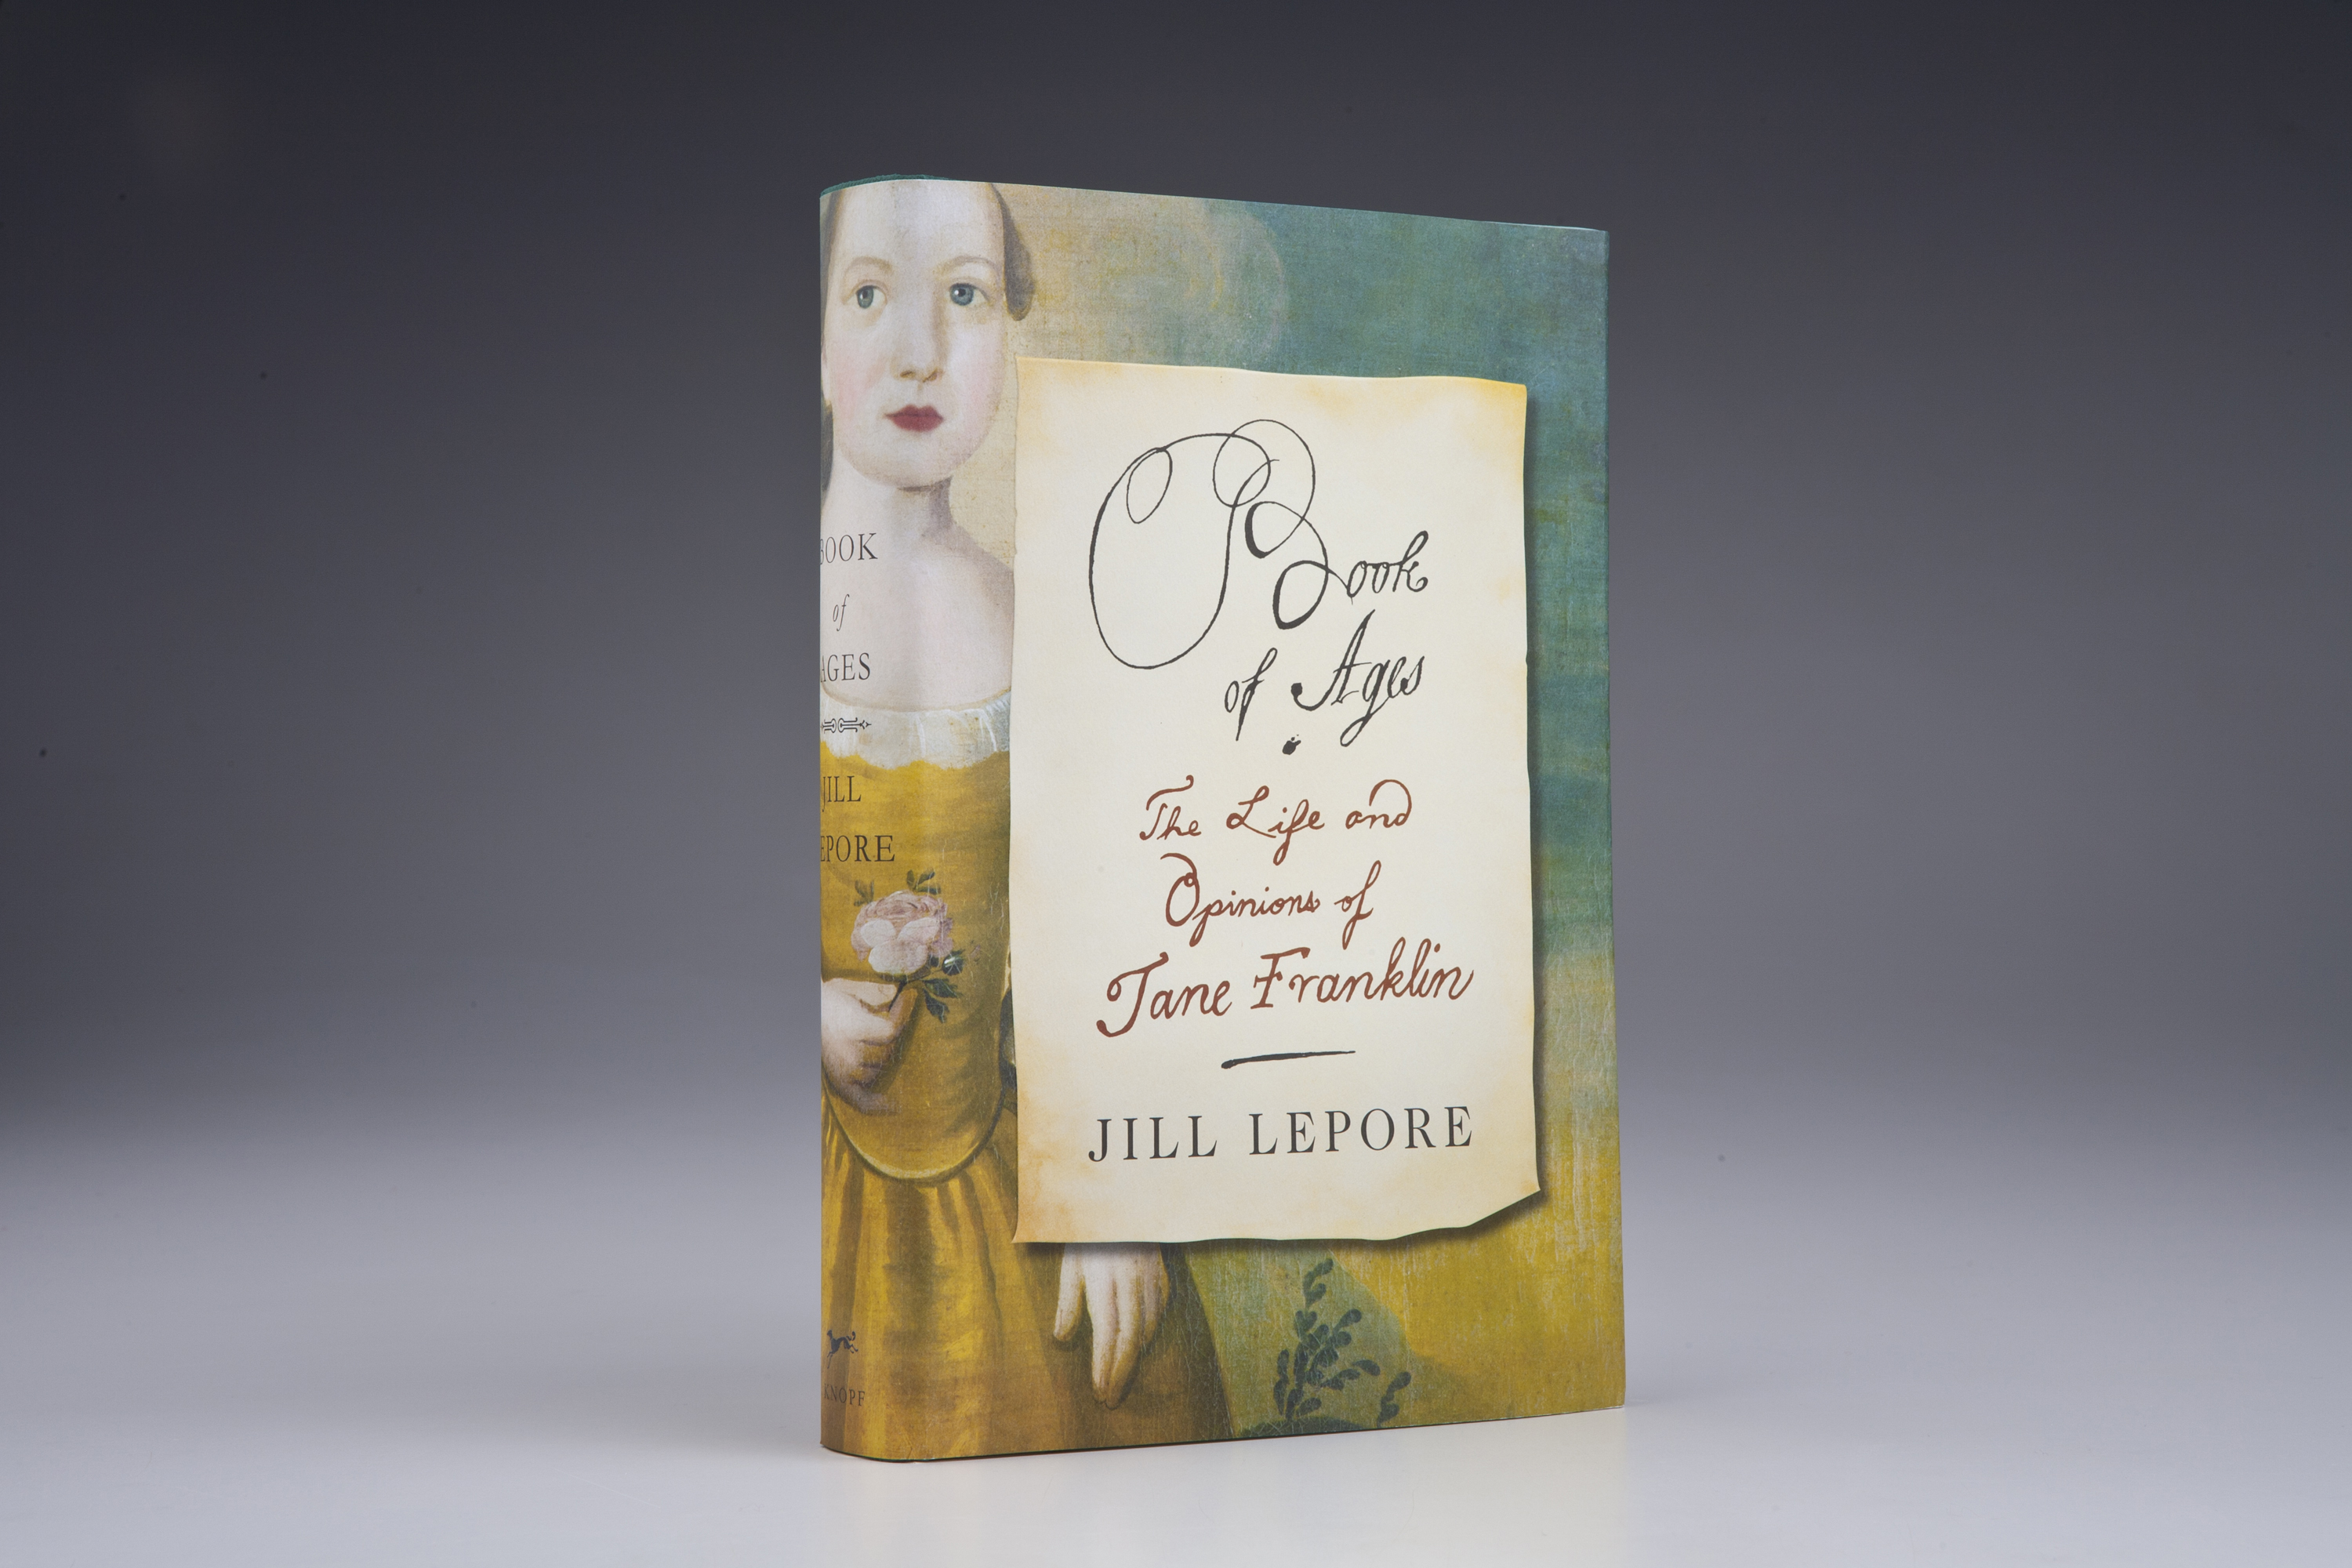 BOOK
of
AGES
JILL
LEPORE
KNOPF
Book
of Ages
The Life and
Opinions of
Jane Franklin
JILL LEPORE